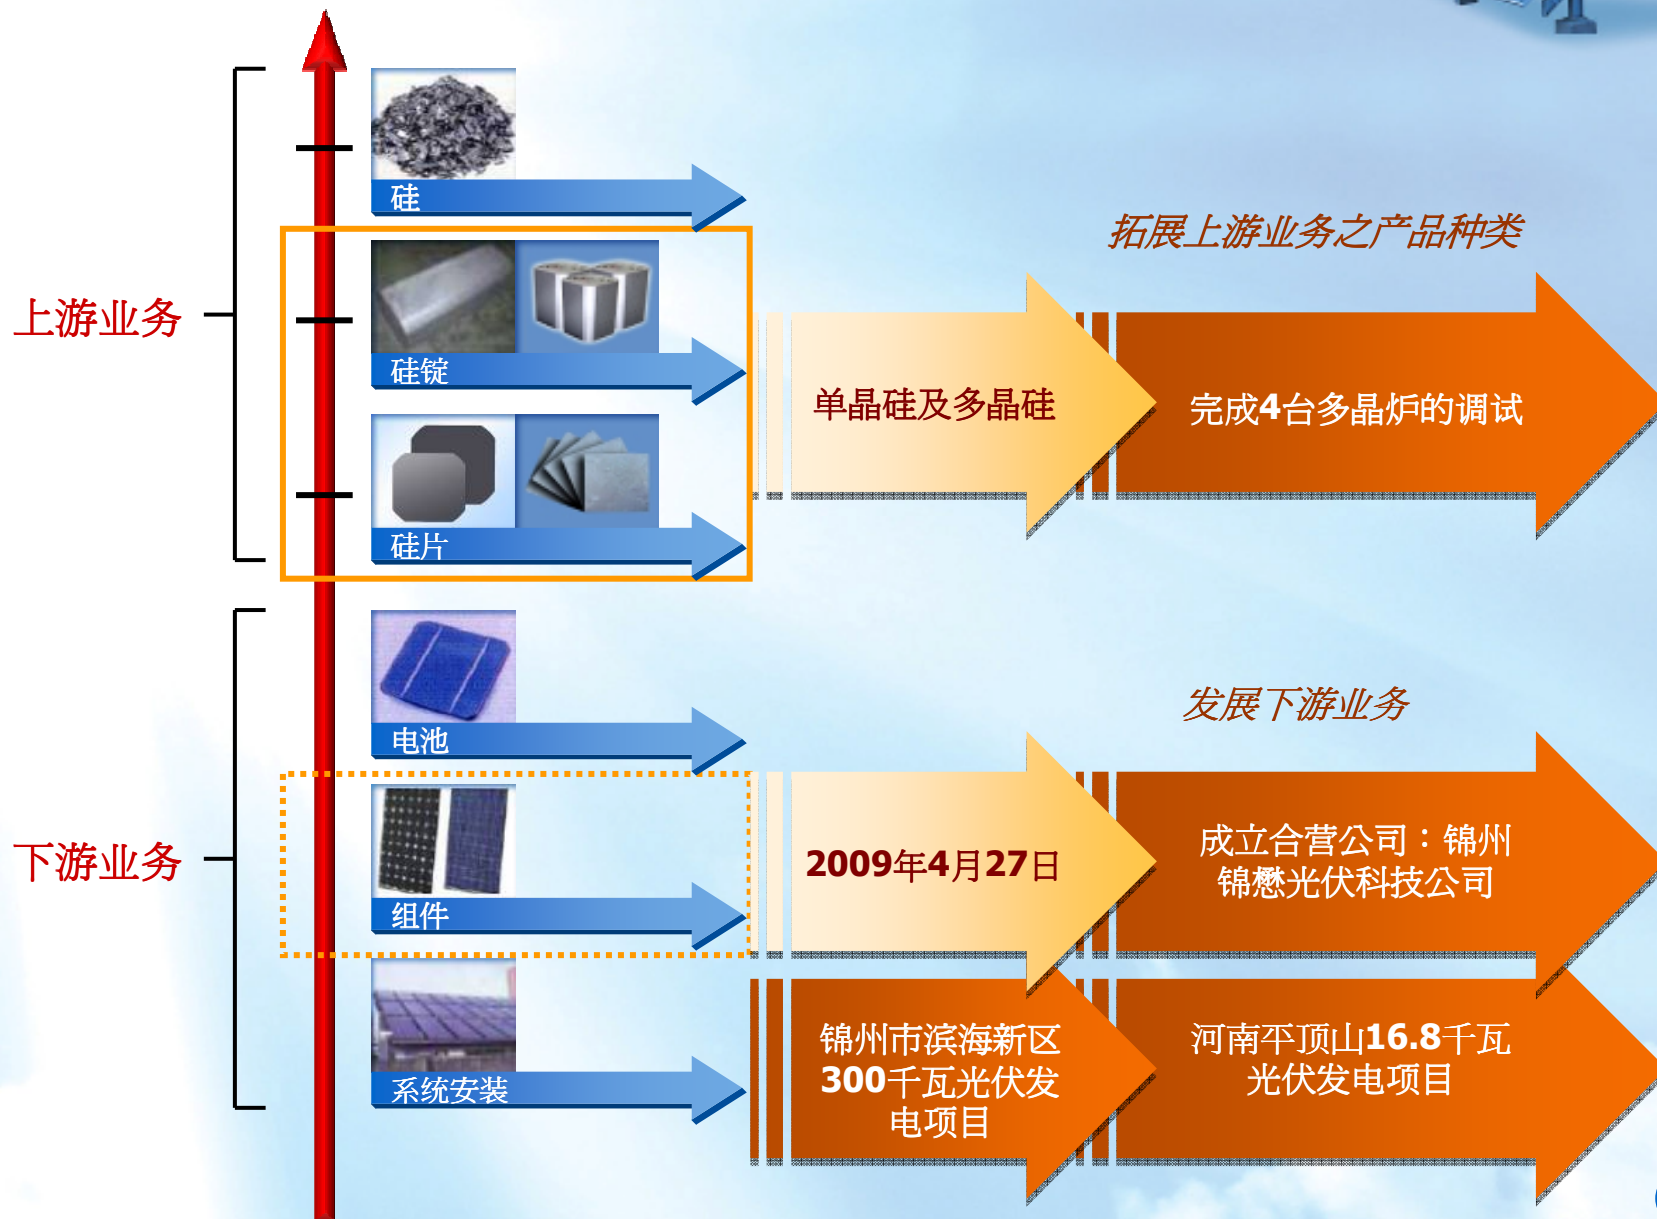 上游业务
硅
硅锭
硅片
拓展上游业务之产品种类
单晶硅及多晶硅
完成4台多晶炉的调试
下游业务
电池
组件
系统安装
发展下游业务
2009年4月27日
成立合营公司：锦州
锦懋光伏科技公司
锦州市滨海新区
300千瓦光伏发
电项目
河南平顶山16.8千瓦
光伏发电项目